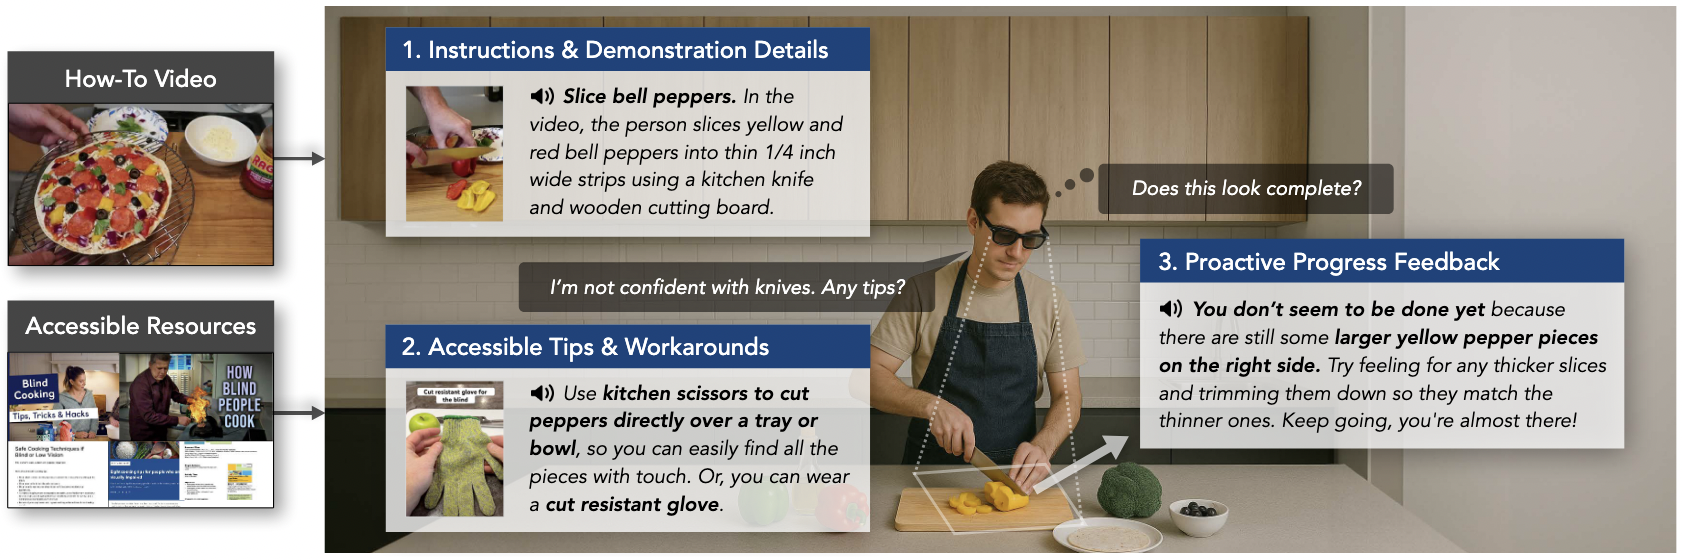 How-To Video
RAG
Accessible Resources
Blind
Cooking
Tips, Tricks & Hacks
HOW
BLIND
PEOPLE
COOK
Safe Cooking Techniques if
Blind or Low Vision
1. Instructions & Demonstration Details
Slice bell peppers. In the
video, the person slices yellow and
red bell peppers into thin 1/4 inch
wide strips using a kitchen knife
and wooden cutting board.
I'm not confident with knives. Any tips?
2. Accessible Tips & Workarounds
Cut resistant glove for
the blind
Use kitchen scissors to cut
peppers directly over a tray or
bowl, so you can easily find all the
pieces with touch. Or, you can wear
a cut resistant glove.
Does this look complete?
3. Proactive Progress Feedback
You don't seem to be done yet because
there are still some larger yellow pepper pieces
on the right side. Try feeling for any thicker slices
and trimming them down so they match the
thinner ones. Keep going, you're almost there!